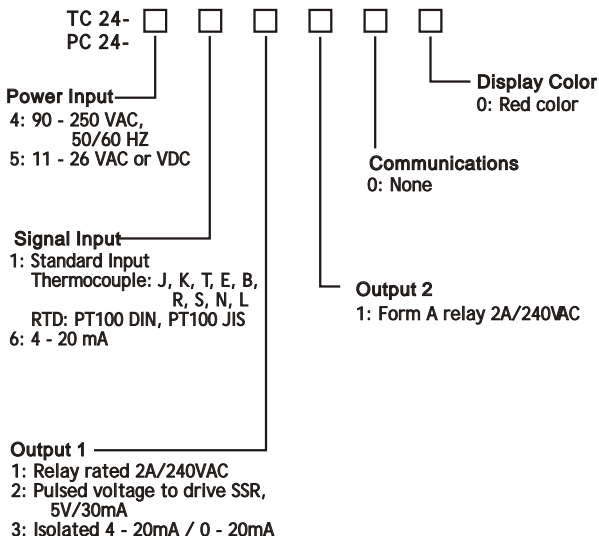 TC 24-
PC 24-
Power Input
4: 90 - 250 VAC,
50/60 HZ
5: 11 - 26 VAC or VDC
Signal Input
1: Standard Input
Thermocouple: J, K, T, E, B,
R, S, N, L
RTD: PT100 DIN, PT100 JIS
6: 4 - 20 mA
Output 1
1: Relay rated 2A/240VAC
2: Pulsed voltage to drive SSR,
5V/30mA
3: Isolated 4 - 20mA / 0 - 20mA
Output 2
1: Form A relay 2A/240VAC
Communications
0: None
Display Color
0: Red color